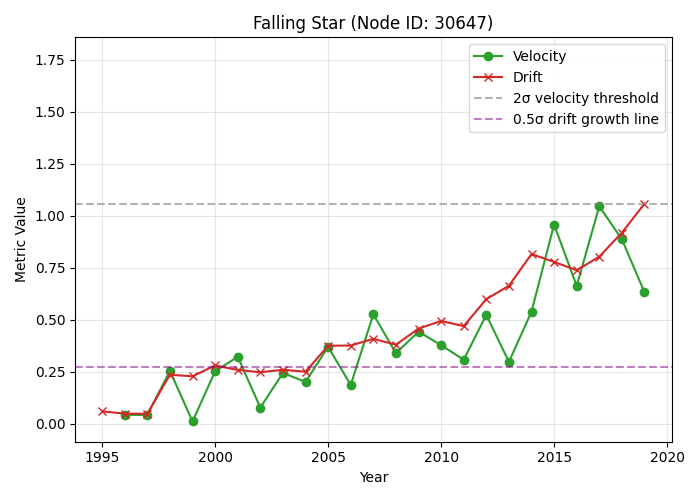 Falling Star (Node ID: 30647)
Velocity
Drift
2σ velocity threshold
0.5σ drift growth line
Metric Value
1.75
1.50
1.25
1.00
0.75
0.50
0.25
0.00
1995
2000
2005
2010
2015
2020
Year